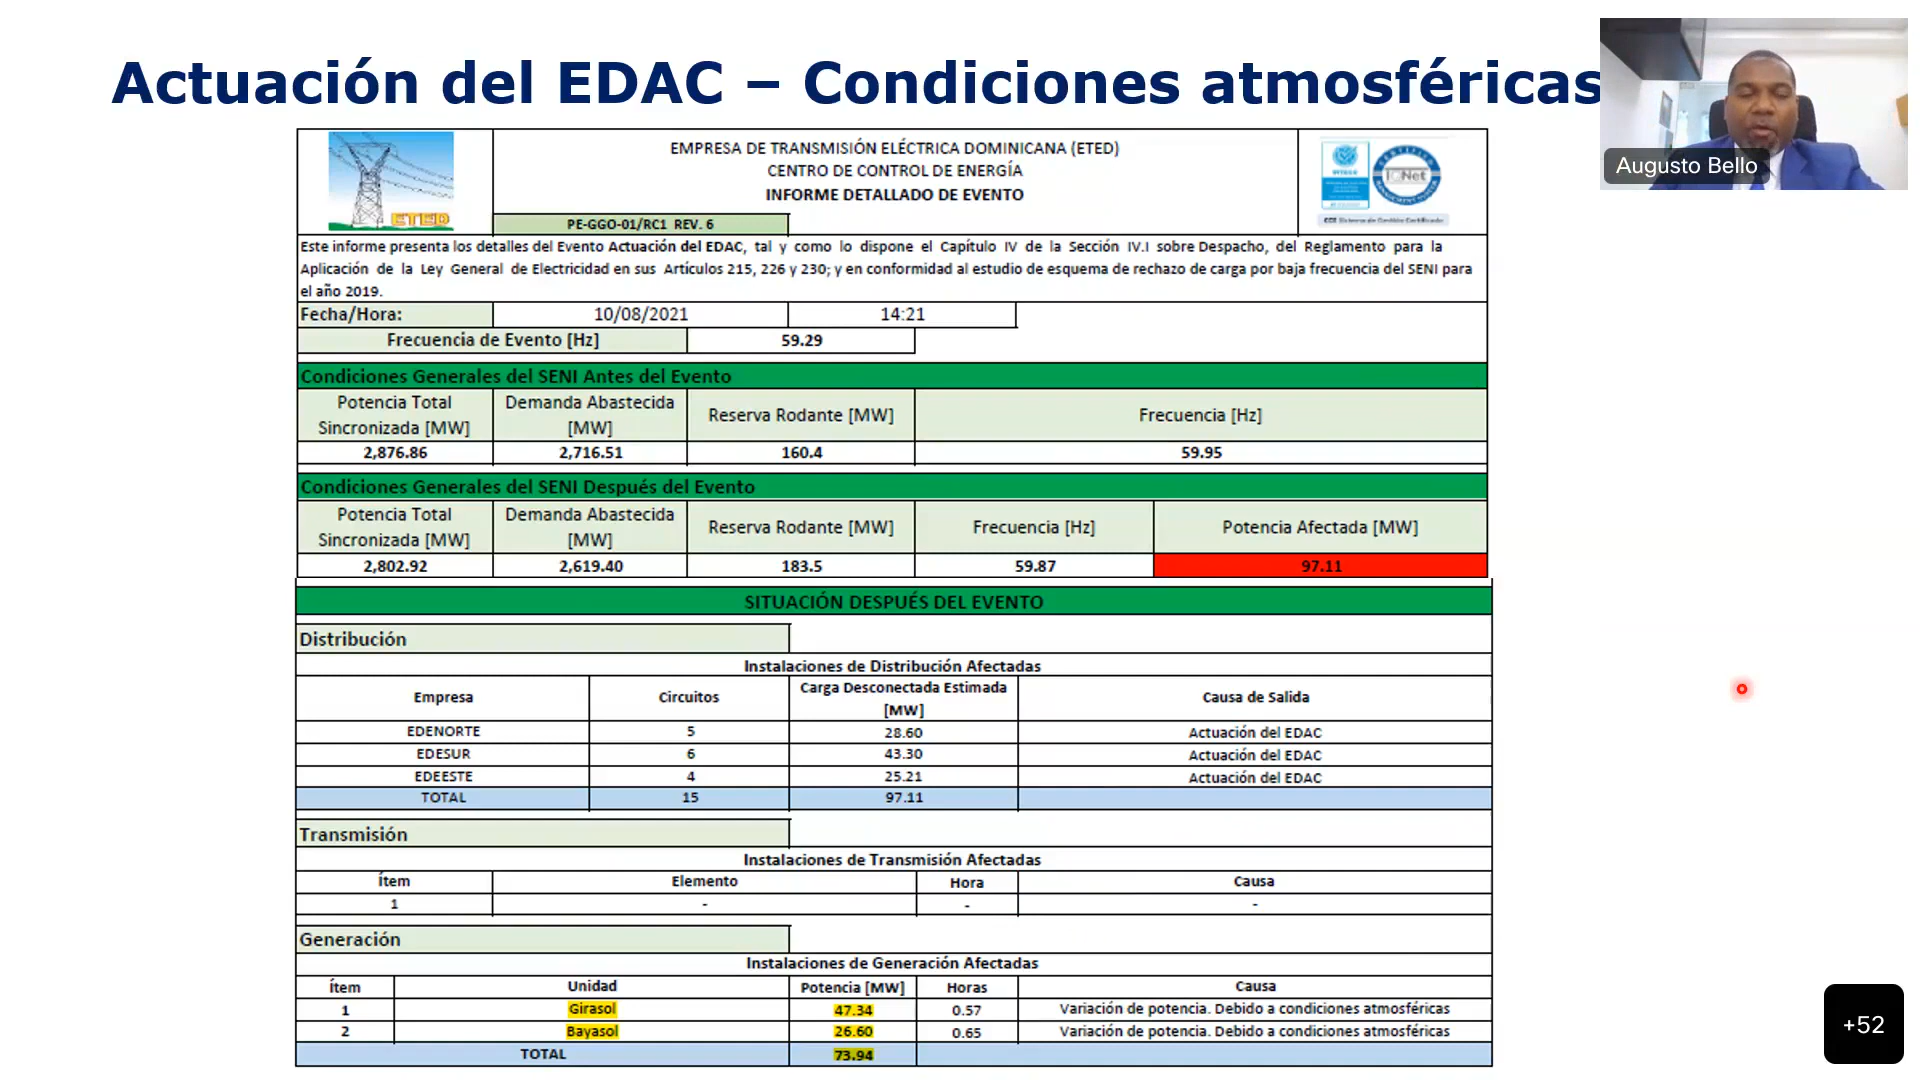 Actuación del EDAC – Condiciones atmosféricas
Augusto Bello
ETED
EMPRESA DE TRANSMISIÓN ELÉCTRICA DOMINICANA (ETED)
CENTRO DE CONTROL DE ENERGÍA
INFORME DETALLADO DE EVENTO
PE-GGO-01/RC1 REV. 6
IQNet
Este informe presenta los detalles del Evento Actuación del EDAC, tal y como lo dispone el Capítulo IV de la Sección IV.I sobre Despacho, del Reglamento para la
Aplicación de la Ley General de Electricidad en sus Artículos 215, 226 y 230; y en conformidad al estudio de esquema de rechazo de carga por baja frecuencia del SENI para
el año 2019.
Fecha/Hora: 10/08/2021 14:21
Frecuencia de Evento [Hz] 59.29
Condiciones Generales del SENI Antes del Evento
Potencia Total Sincronizada [MW] Demanda Abastecida [MW] Reserva Rodante [MW] Frecuencia [Hz]
2,876.86 2,716.51 160.4 59.95
Condiciones Generales del SENI Después del Evento
Potencia Total Sincronizada [MW] Demanda Abastecida [MW] Reserva Rodante [MW] Frecuencia [Hz] Potencia Afectada [MW]
2,802.92 2,619.40 183.5 59.87 97.11
SITUACIÓN DESPUÉS DEL EVENTO
Distribución
Instalaciones de Distribución Afectadas
Empresa Circuitos Carga Desconectada Estimada [MW] Causa de Salida
EDENORTE 5 28.60 Actuación del EDAC
EDESUR 6 43.30 Actuación del EDAC
EDEESTE 4 25.21 Actuación del EDAC
TOTAL 15 97.11
Transmisión
Instalaciones de Transmisión Afectadas
Ítem Elemento Hora Causa
1 - - -
Generación
Instalaciones de Generación Afectadas
Ítem Unidad Potencia [MW] Horas Causa
1 Girasol 47.34 0.57 Variación de potencia. Debido a condiciones atmosféricas
2 Bayasol 26.60 0.65 Variación de potencia. Debido a condiciones atmosféricas
TOTAL 73.94
+52